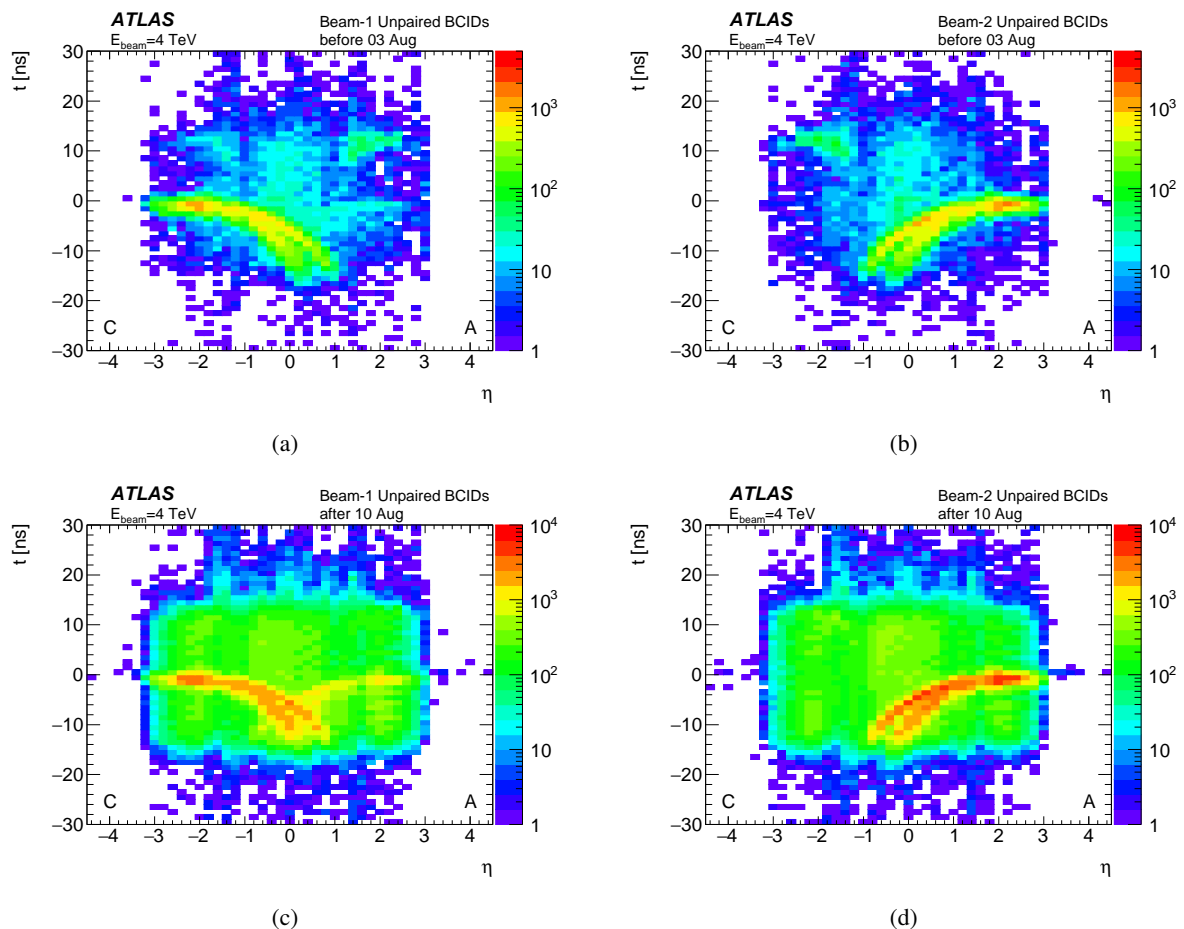 ATLAS Beam-1 Unpaired BCIDs
E_beam=4 TeV before 03 Aug
t [ns]
30
20
10
0
−10
−20
−30
C A
−4 −3 −2 −1 0 1 2 3 4
η
10^3
10^2
10
1
(a)
ATLAS Beam-2 Unpaired BCIDs
E_beam=4 TeV before 03 Aug
t [ns]
30
20
10
0
−10
−20
−30
C A
−4 −3 −2 −1 0 1 2 3 4
η
10^3
10^2
10
1
(b)
ATLAS Beam-1 Unpaired BCIDs
E_beam=4 TeV after 10 Aug
t [ns]
30
20
10
0
−10
−20
−30
C A
−4 −3 −2 −1 0 1 2 3 4
η
10^4
10^3
10^2
10
1
(c)
ATLAS Beam-2 Unpaired BCIDs
E_beam=4 TeV after 10 Aug
t [ns]
30
20
10
0
−10
−20
−30
C A
−4 −3 −2 −1 0 1 2 3 4
η
10^4
10^3
10^2
10
1
(d)